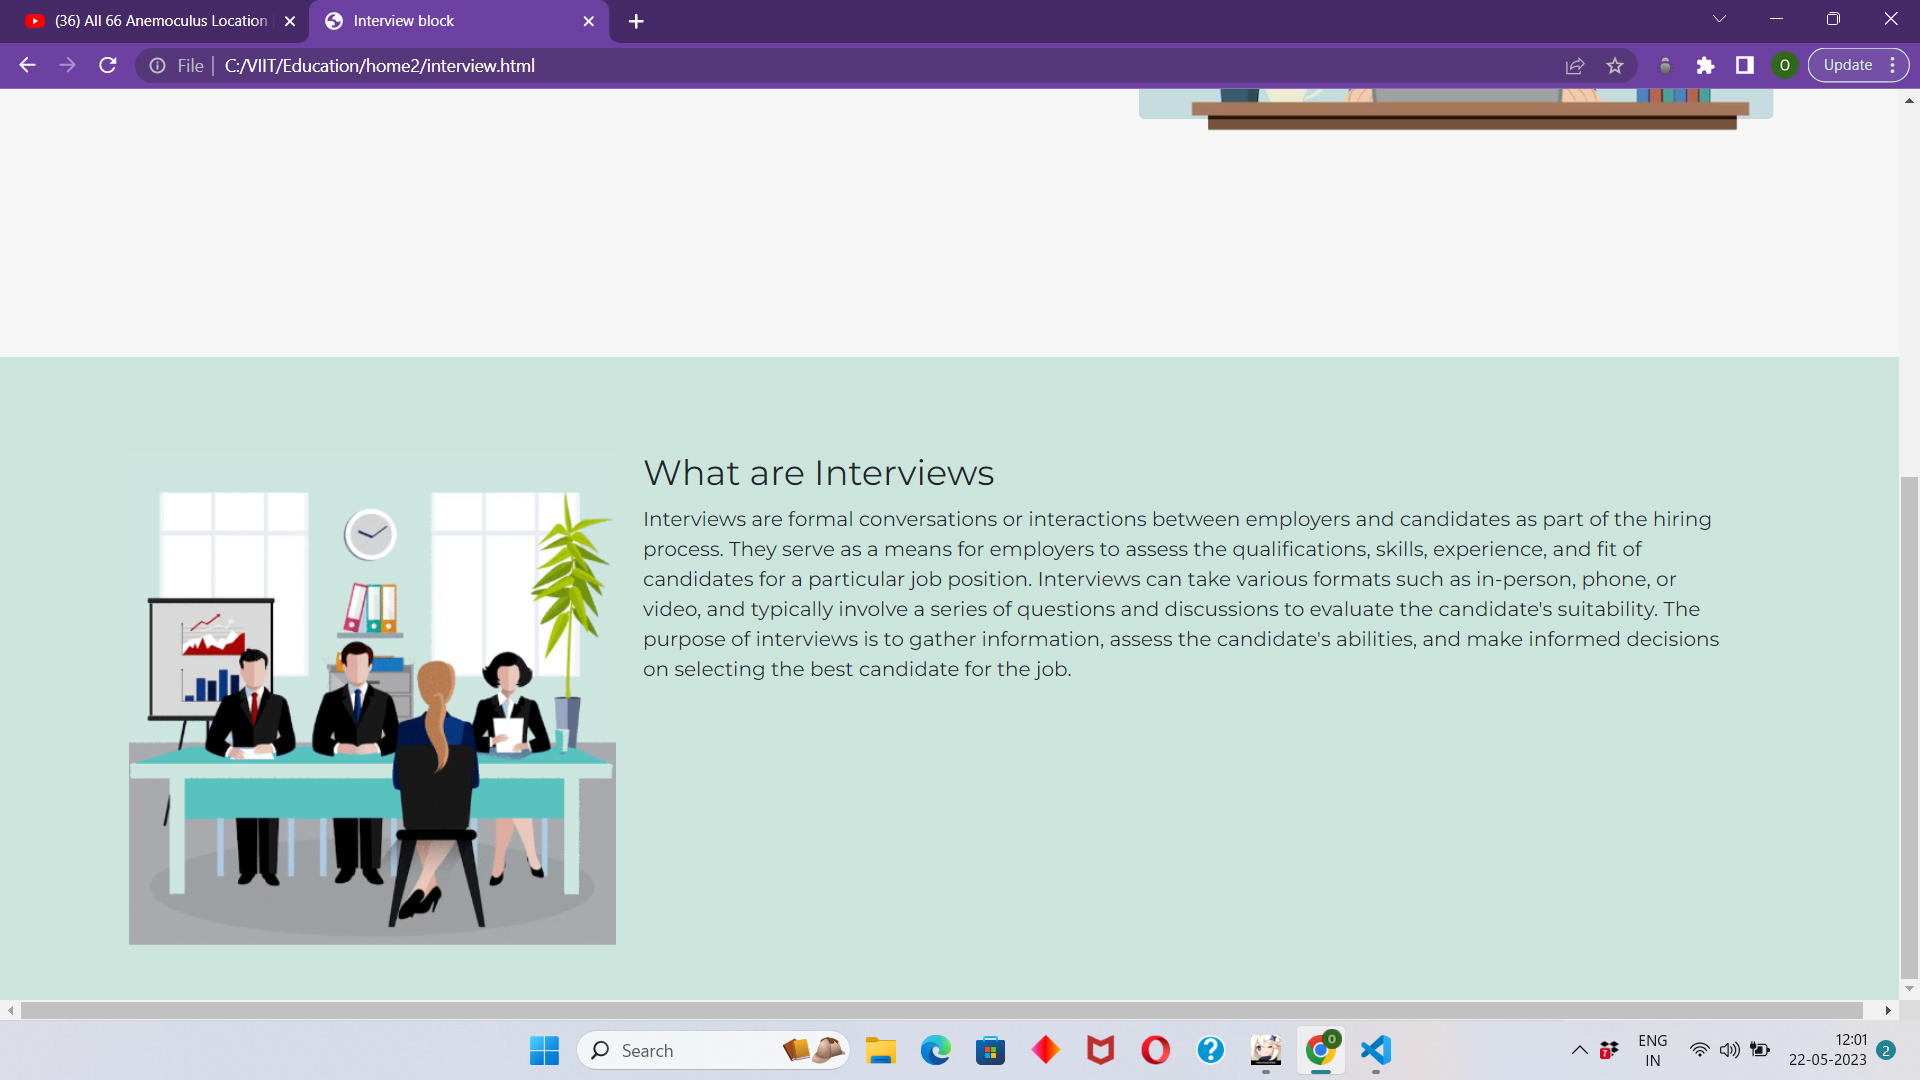 (36) All 66 Anemoculus Location
Interview block
File
C:/VIIT/Education/home2/interview.html
O
Update
What are Interviews
Interviews are formal conversations or interactions between employers and candidates as part of the hiring
process. They serve as a means for employers to assess the qualifications, skills, experience, and fit of
candidates for a particular job position. Interviews can take various formats such as in-person, phone, or
video, and typically involve a series of questions and discussions to evaluate the candidate's suitability. The
purpose of interviews is to gather information, assess the candidate's abilities, and make informed decisions
on selecting the best candidate for the job.
Search
O
7
ENG
IN
12:01
22-05-2023
2